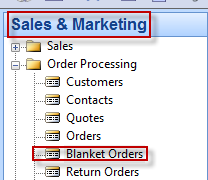 Sales & Marketing
Sales
Order Processing
Customers
Contacts
Quotes
Orders
Blanket Orders
Return Orders